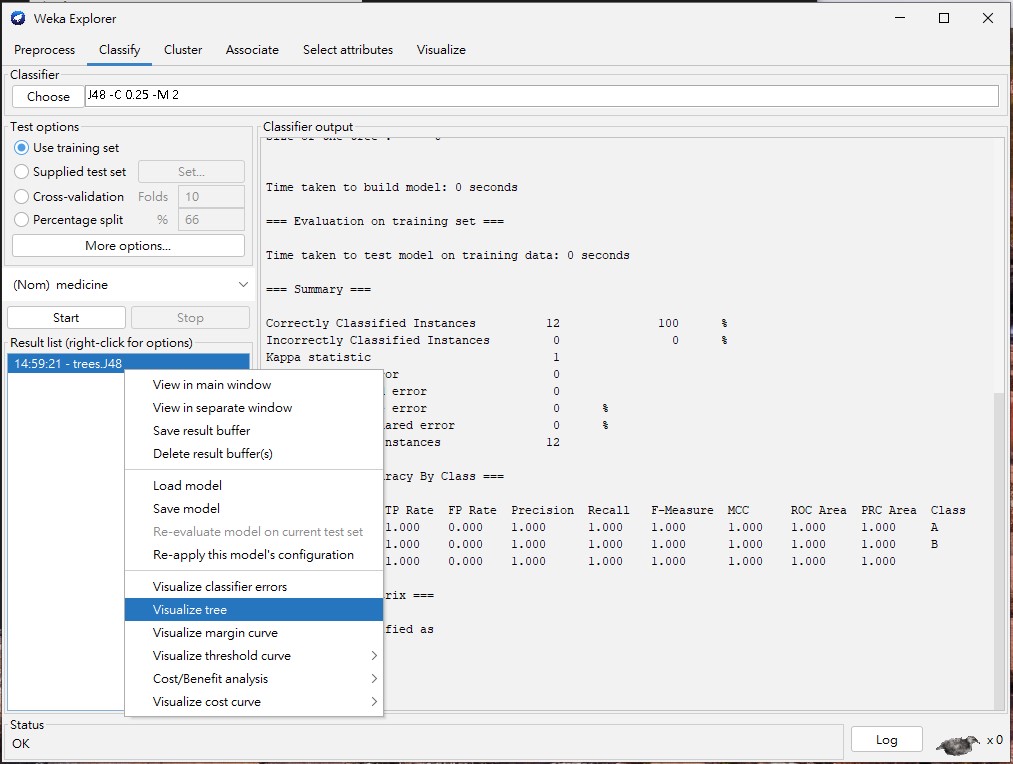 Weka Explorer
Preprocess Classify Cluster Associate Select attributes Visualize
Classifier
Choose J48 -C 0.25 -M 2
Test options
Use training set
Supplied test set Set...
Cross-validation Folds 10
Percentage split % 66
More options...
(Nom) medicine
Start Stop
Result list (right-click for options)
14:59:21 - trees.J48
View in main window
View in separate window
Save result buffer
Delete result buffer(s)
Load model
Save model
Re-evaluate model on current test set
Re-apply this model's configuration
Visualize classifier errors
Visualize tree
Visualize margin curve
Visualize threshold curve
Cost/Benefit analysis
Visualize cost curve
Classifier output
Time taken to build model: 0 seconds
=== Evaluation on training set ===
Time taken to test model on training data: 0 seconds
=== Summary ===
Correctly Classified Instances 12 100 %
Incorrectly Classified Instances 0 0 %
Kappa statistic 1
or 0
error 0
error 0 %
ared error 0 %
nstances 12
racy By Class ===
TP Rate FP Rate Precision Recall F-Measure MCC ROC Area PRC Area Class
1.000 0.000 1.000 1.000 1.000 1.000 1.000 1.000 A
1.000 0.000 1.000 1.000 1.000 1.000 1.000 1.000 B
1.000 0.000 1.000 1.000 1.000 1.000 1.000 1.000
rix ===
fied as
Status
OK
Log x 0